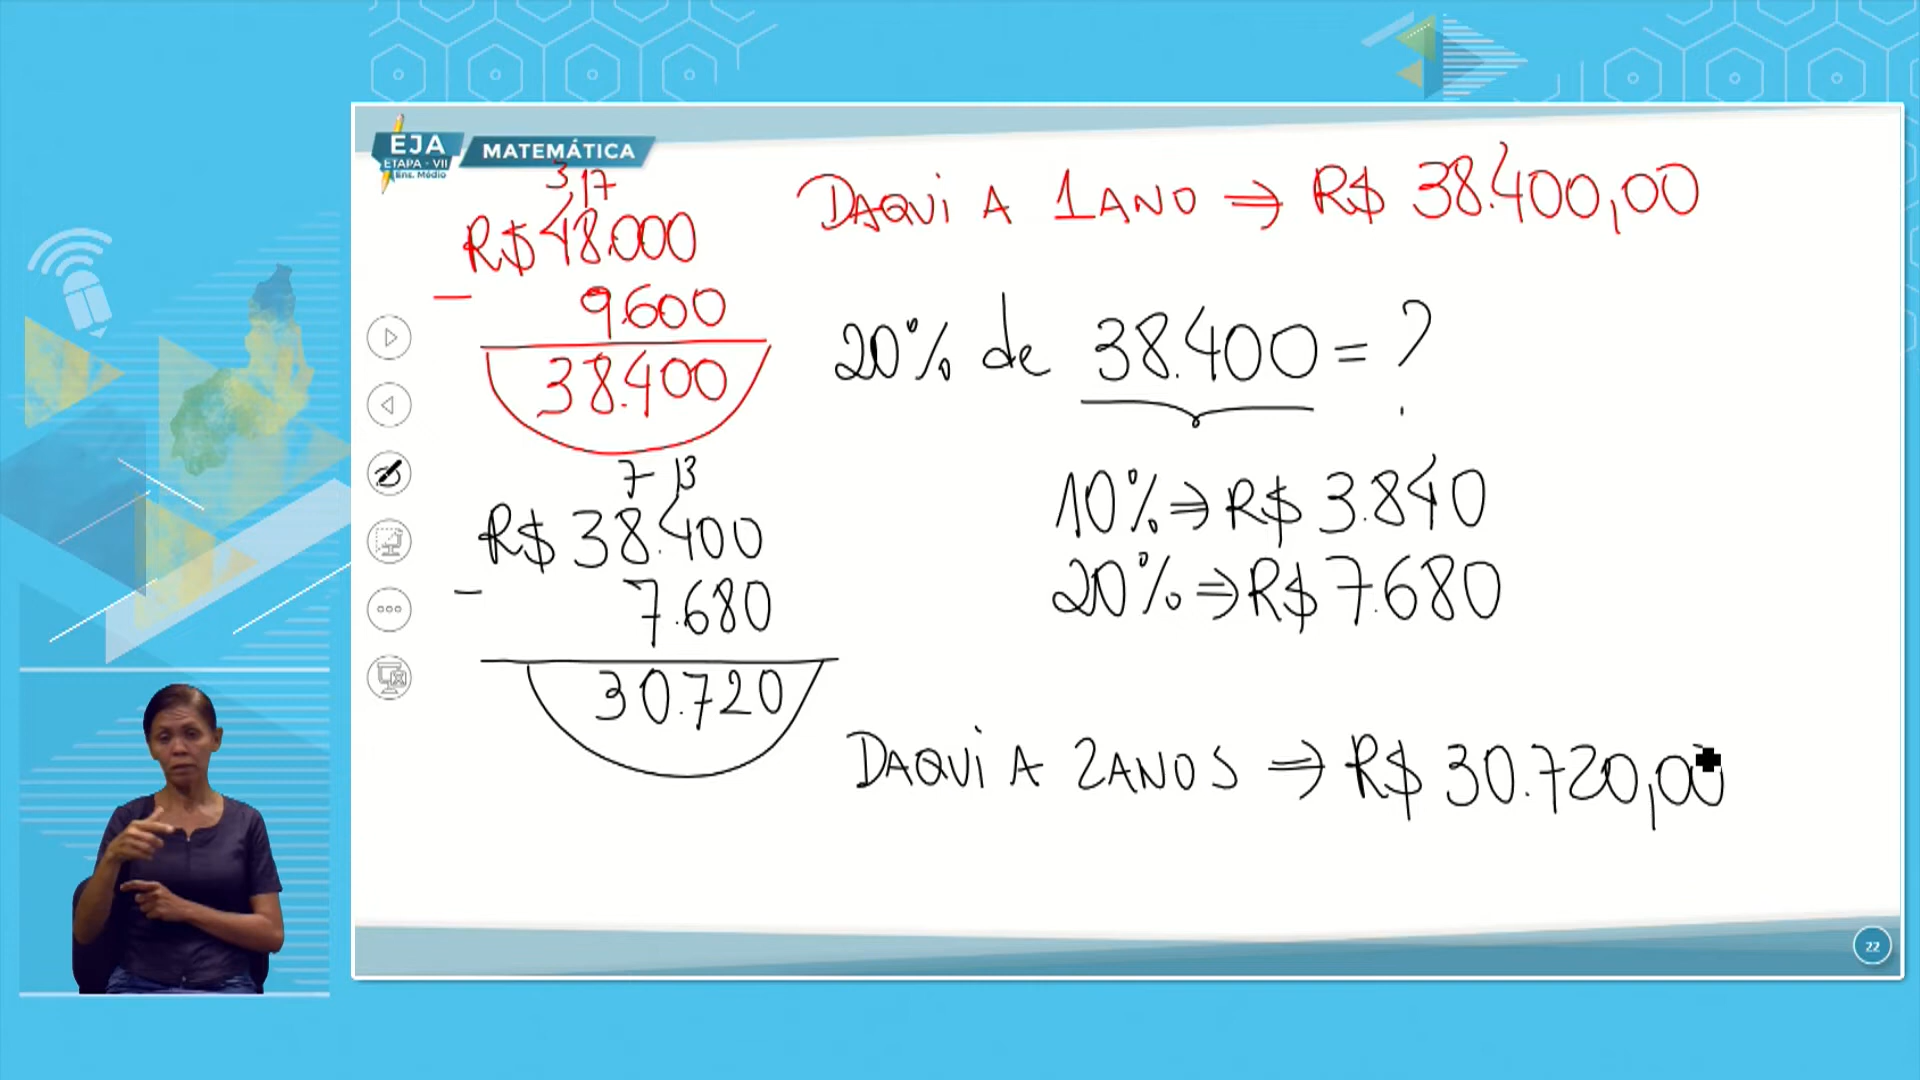 EJA
ETAPA - VII
Ens. Médio
MATEMÁTICA
3 17
R$ 48.000
- 9.600
38.400
7 13
R$ 38.400
- 7.680
30.720
DAQUI A 1 ANO ⇒ R$ 38.400,00
20% de 38.400 = ?
10% ⇒ R$ 3.840
20% ⇒ R$ 7.680
DAQUI A 2 ANOS ⇒ R$ 30.720,00
22